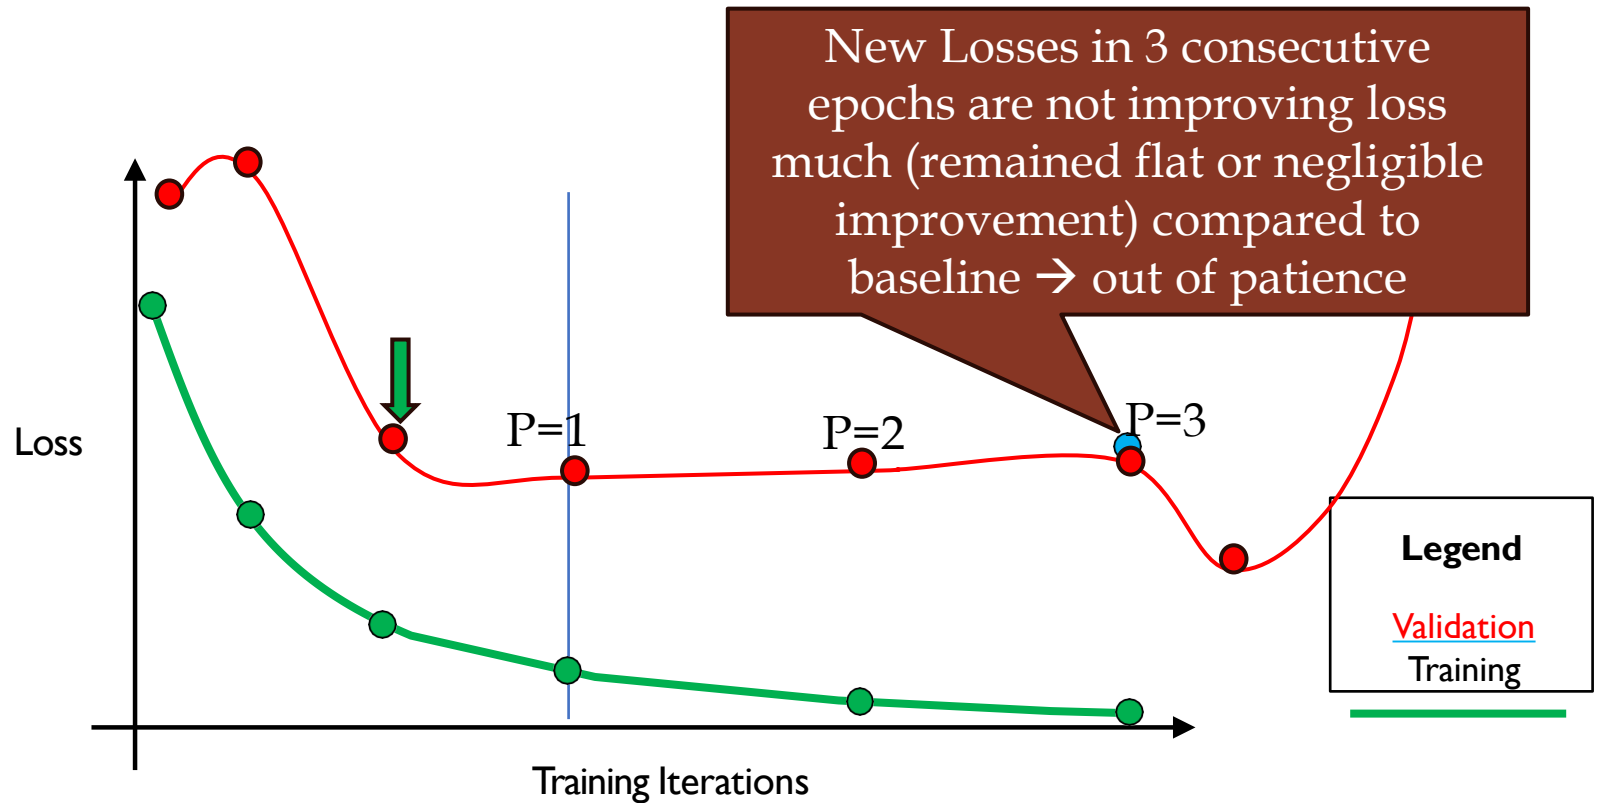 New Losses in 3 consecutive
epochs are not improving loss
much (remained flat or negligible
improvement) compared to
baseline → out of patience
P=1
P=2
P=3
Loss
Legend
Validation
Training
Training Iterations